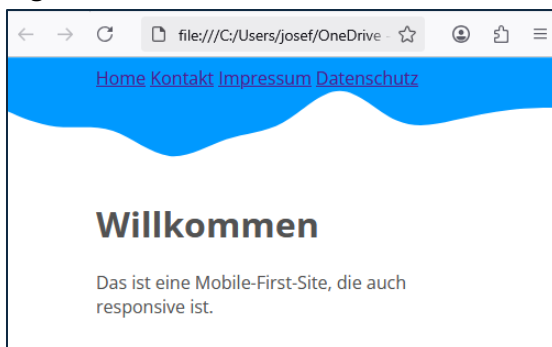 file:///C:/Users/josef/OneDrive -
Home Kontakt Impressum Datenschutz
Willkommen
Das ist eine Mobile-First-Site, die auch
responsive ist.